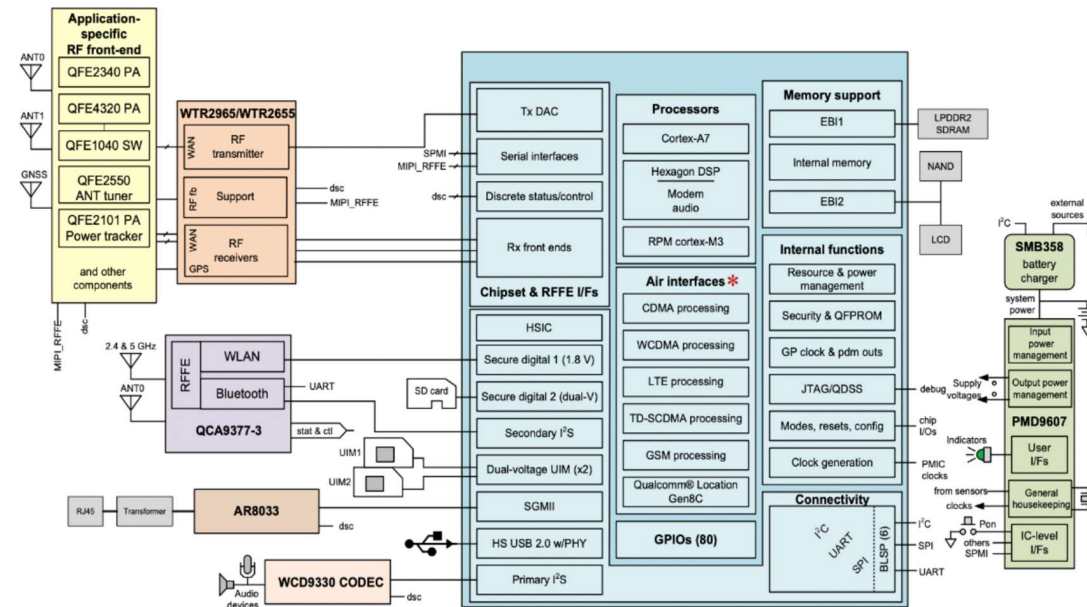 Application-
specific
RF front-end
ANT0
QFE2340 PA
QFE4320 PA
ANT1
QFE1040 SW
GNSS
QFE2550
ANT tuner
QFE2101 PA
Power tracker
and other
components
MIPI_RFFE
dsc
WTR2965/WTR2655
WAN
RF
transmitter
RF fb
Support
dsc
MIPI_RFFE
WAN
RF
receivers
GPS
2.4 & 5 GHz
ANT0
RFFE
WLAN
Bluetooth
UART
QCA9377-3
stat & ctl
SD card
UIM1
UIM2
RJ45
Transformer
AR8033
dsc
WCD9330 CODEC
Audio
devices
dsc
Tx DAC
SPMI
MIPI_RFFE
Serial interfaces
dsc
Discrete status/control
Rx front ends
Chipset & RFFE I/Fs
HSIC
Secure digital 1 (1.8 V)
Secure digital 2 (dual-V)
Secondary I²S
Dual-voltage UIM (x2)
SGMII
HS USB 2.0 w/PHY
Primary I²S
Processors
Cortex-A7
Hexagon DSP
Modem
audio
RPM cortex-M3
Air interfaces *
CDMA processing
WCDMA processing
LTE processing
TD-SCDMA processing
GSM processing
Qualcomm® Location
Gen8C
GPIOs (80)
Memory support
EBI1
Internal memory
EBI2
LPDDR2
SDRAM
NAND
LCD
Internal functions
Resource & power
management
Security & QFPROM
GP clock & pdm outs
JTAG/QDSS
debug
Modes, resets, config
chip
I/Os
Clock generation
PMIC
clocks
Connectivity
I²C
UART
SPI
BLSP (6)
I²C
SPI
UART
external
sources
I²C
SMB358
battery
charger
system
power
Input
power
management
Supply
voltages
Output power
management
PMD9607
Indicators
User
I/Fs
from sensors
clocks
General
housekeeping
Pon
others
SPMI
IC-level
I/Fs